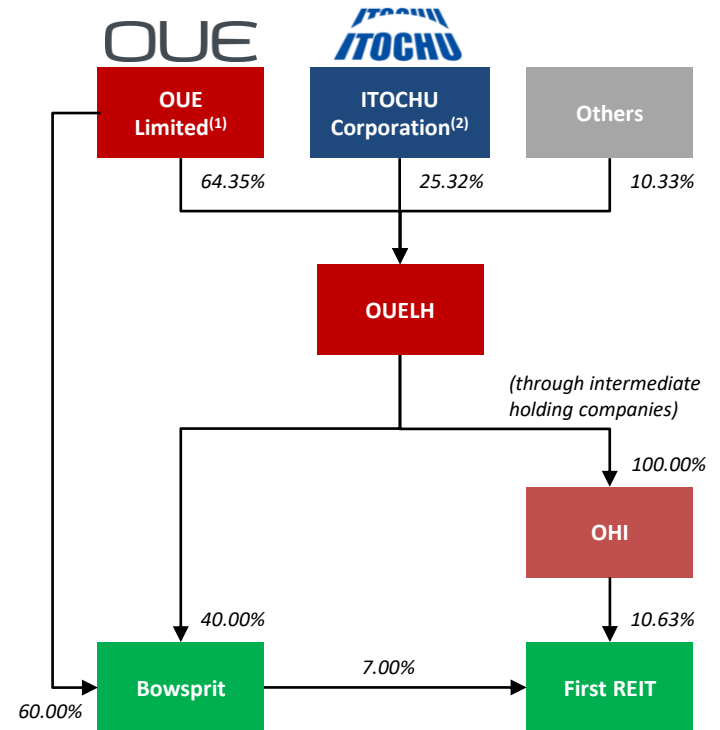 OUE
ITOCHU
ITOCHU
OUE
Limited(1)
ITOCHU
Corporation(2)
Others
64.35%
25.32%
10.33%
OUELH
(through intermediate
holding companies)
100.00%
OHI
40.00%
10.63%
Bowsprit
7.00%
First REIT
60.00%